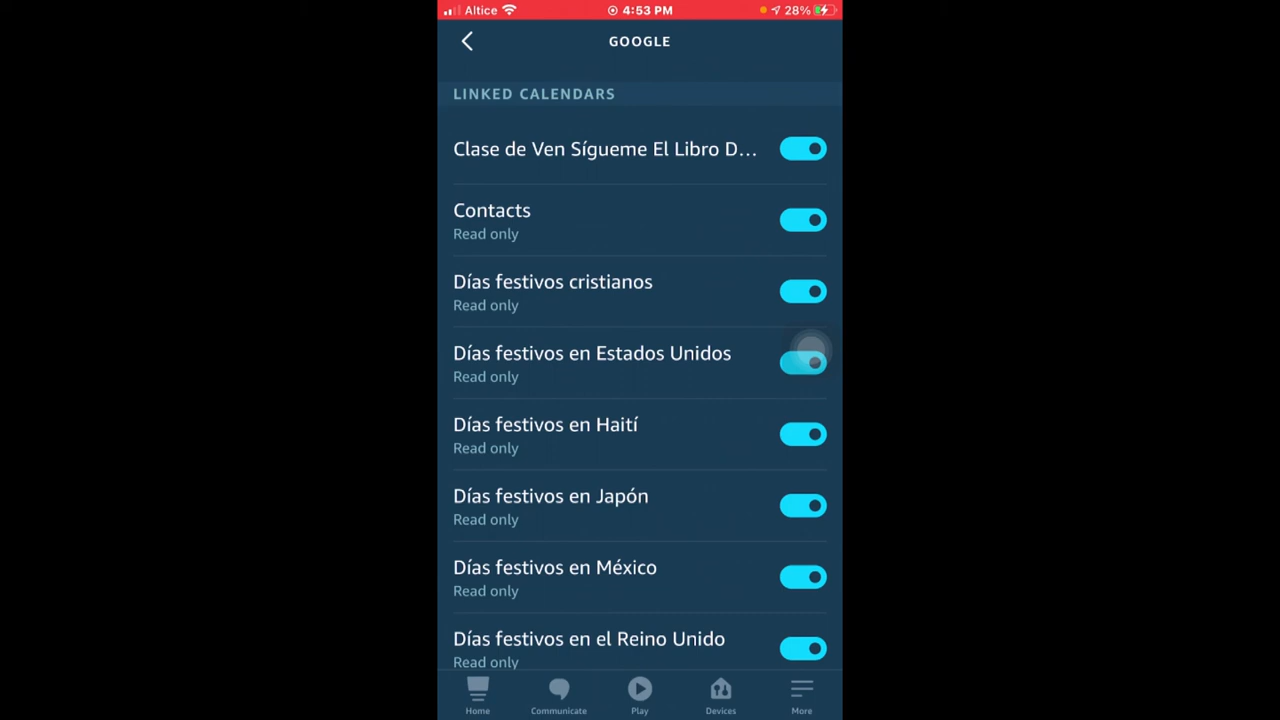 Altice 4:53 PM 28%
GOOGLE
LINKED CALENDARS
Clase de Ven Sígueme El Libro D...
Contacts
Read only
Días festivos cristianos
Read only
Días festivos en Estados Unidos
Read only
Días festivos en Haití
Read only
Días festivos en Japón
Read only
Días festivos en México
Read only
Días festivos en el Reino Unido
Read only
Home Communicate Play Devices More